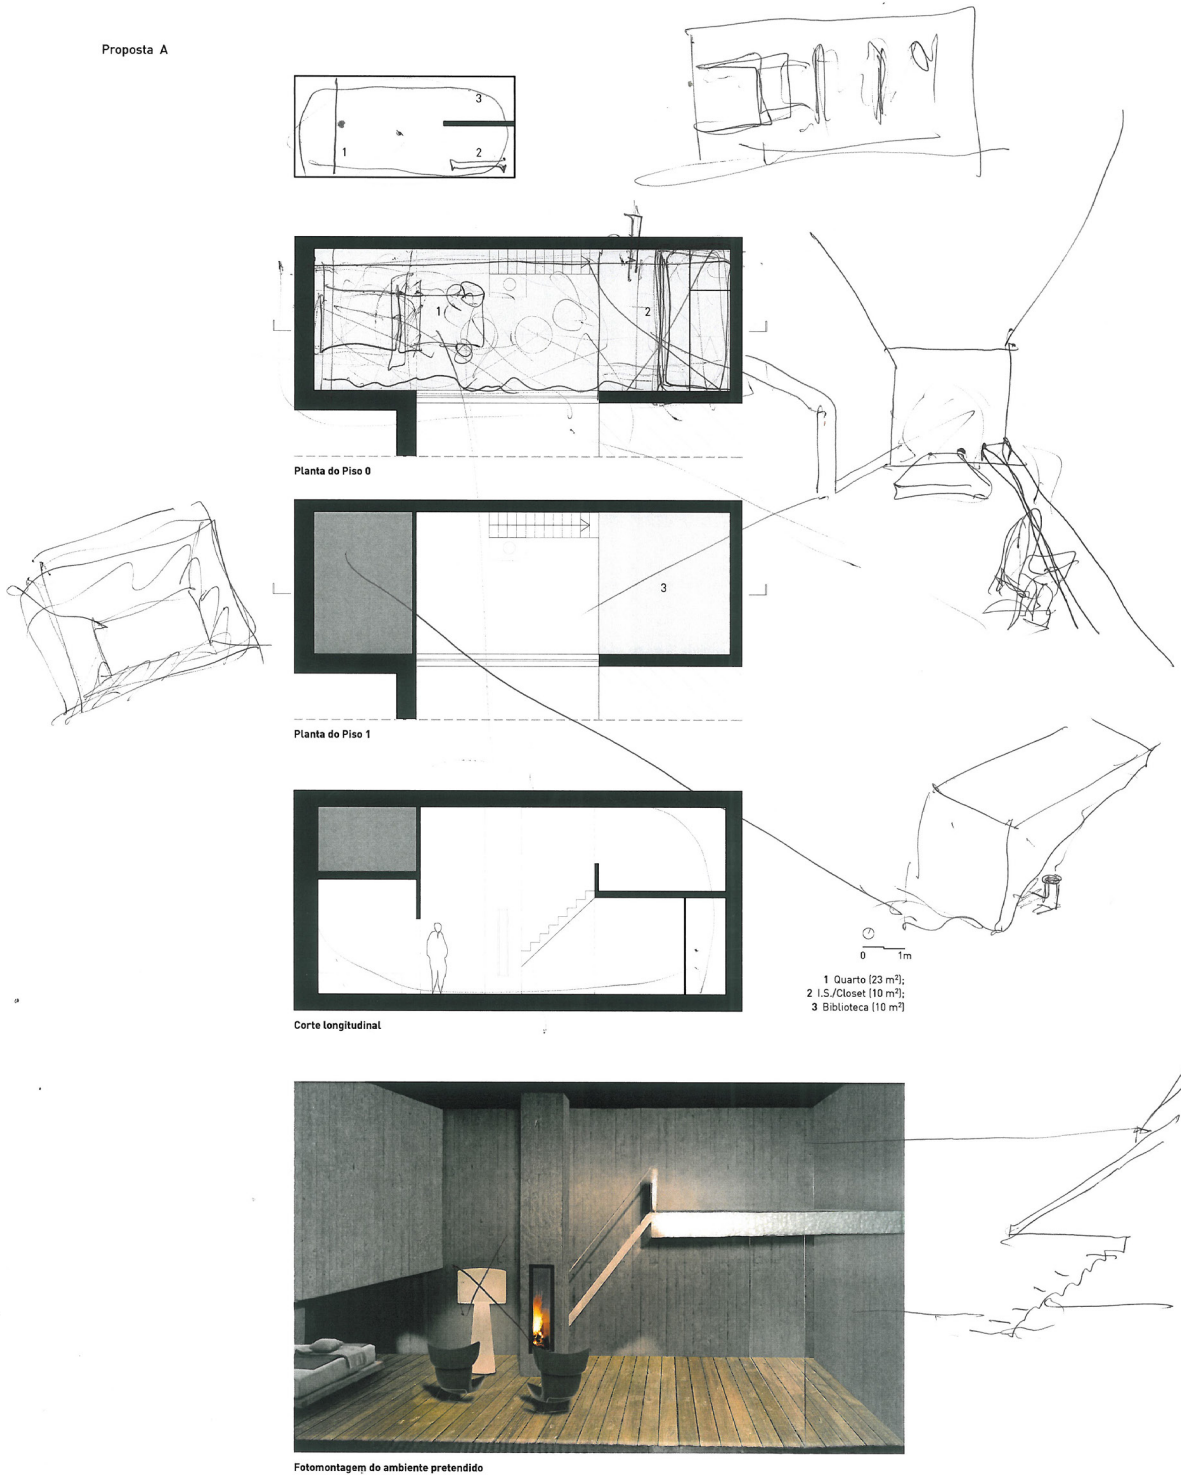 Proposta A
3
1
2
1
2
Planta do Piso 0
3
Planta do Piso 1
Corte longitudinal
0 1m
1 Quarto (23 m²);
2 I.S./Closet (10 m²);
3 Biblioteca (10 m²)
Fotomontagem do ambiente pretendido